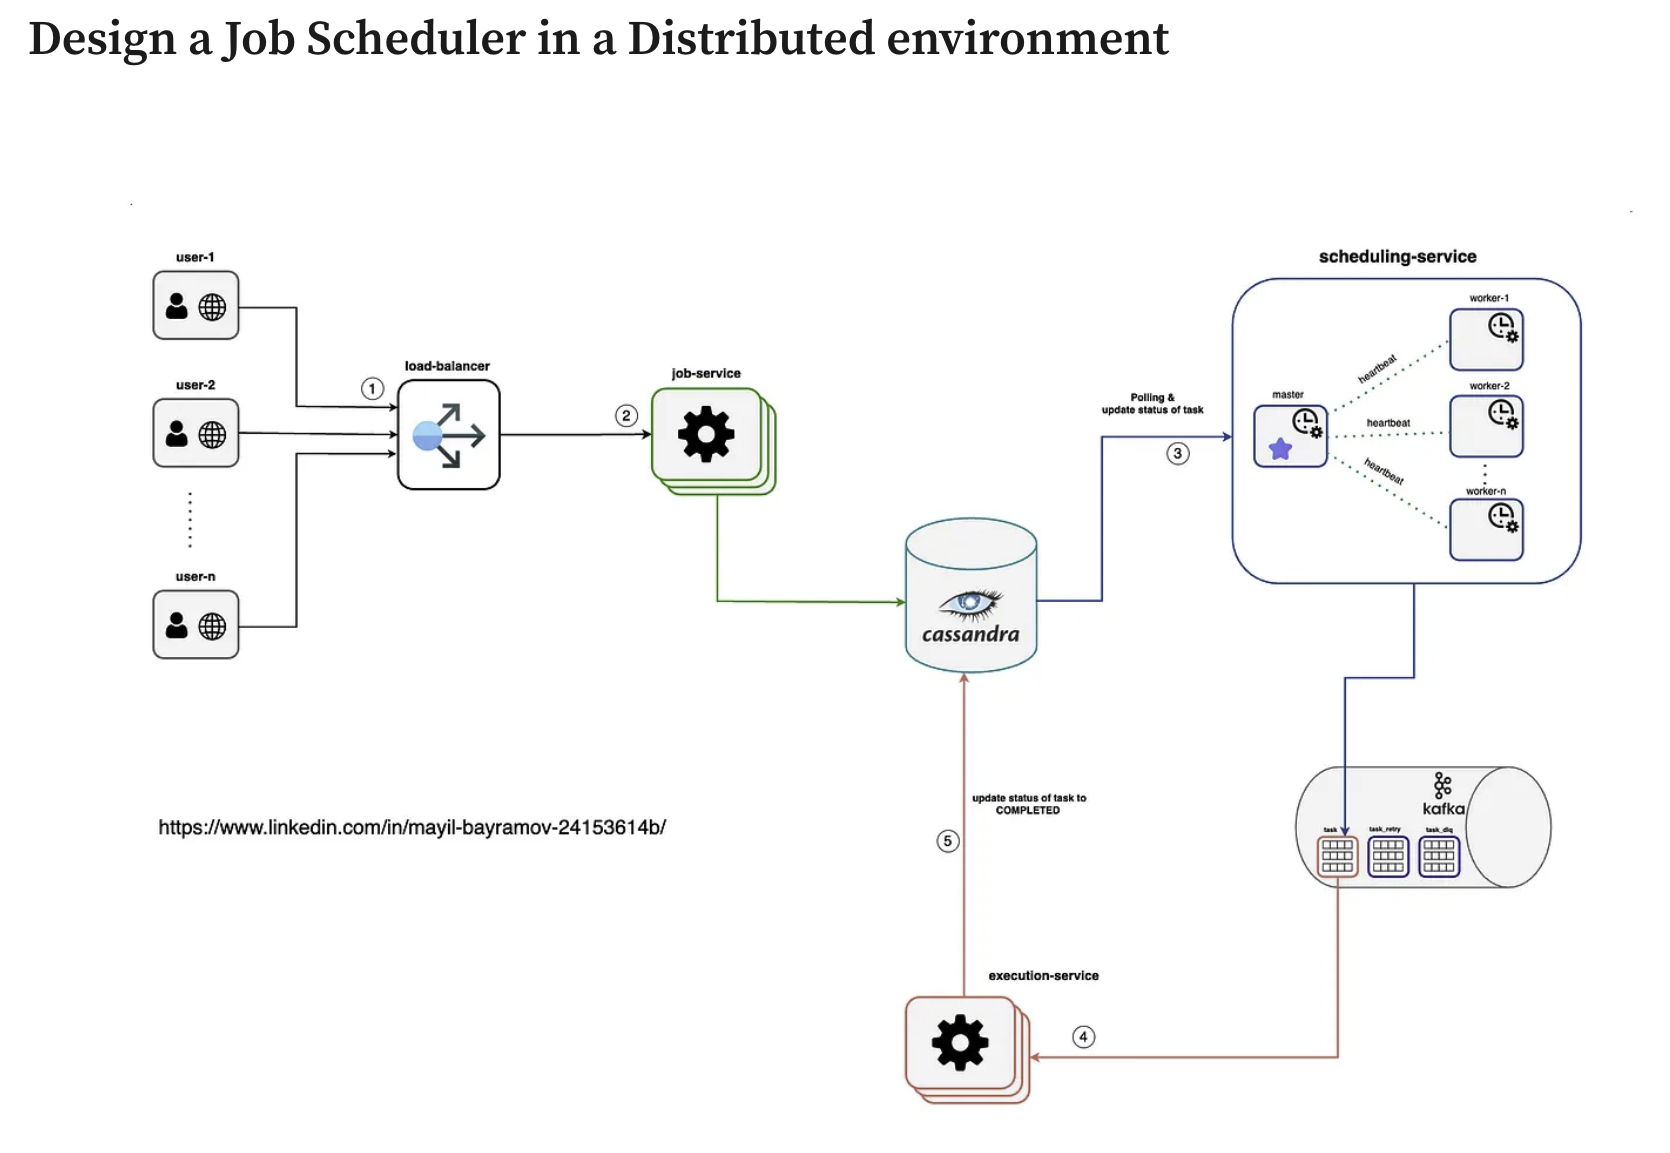 Design a Job Scheduler in a Distributed environment
user-1
user-2
user-n
1
load-balancer
2
job-service
cassandra
Polling &
update status of task
3
scheduling-service
master
heartbeat
heartbeat
heartbeat
worker-1
worker-2
worker-n
kafka
task
task_retry
task_dlq
4
execution-service
5
update status of task to
COMPLETED
https://www.linkedin.com/in/mayil-bayramov-24153614b/